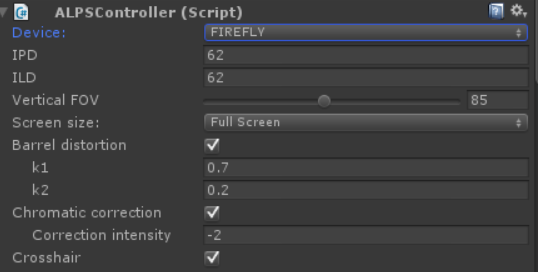 ALPSController (Script)
Device: FIREFLY
IPD 62
ILD 62
Vertical FOV 85
Screen size: Full Screen
Barrel distortion
k1 0.7
k2 0.2
Chromatic correction
Correction intensity -2
Crosshair